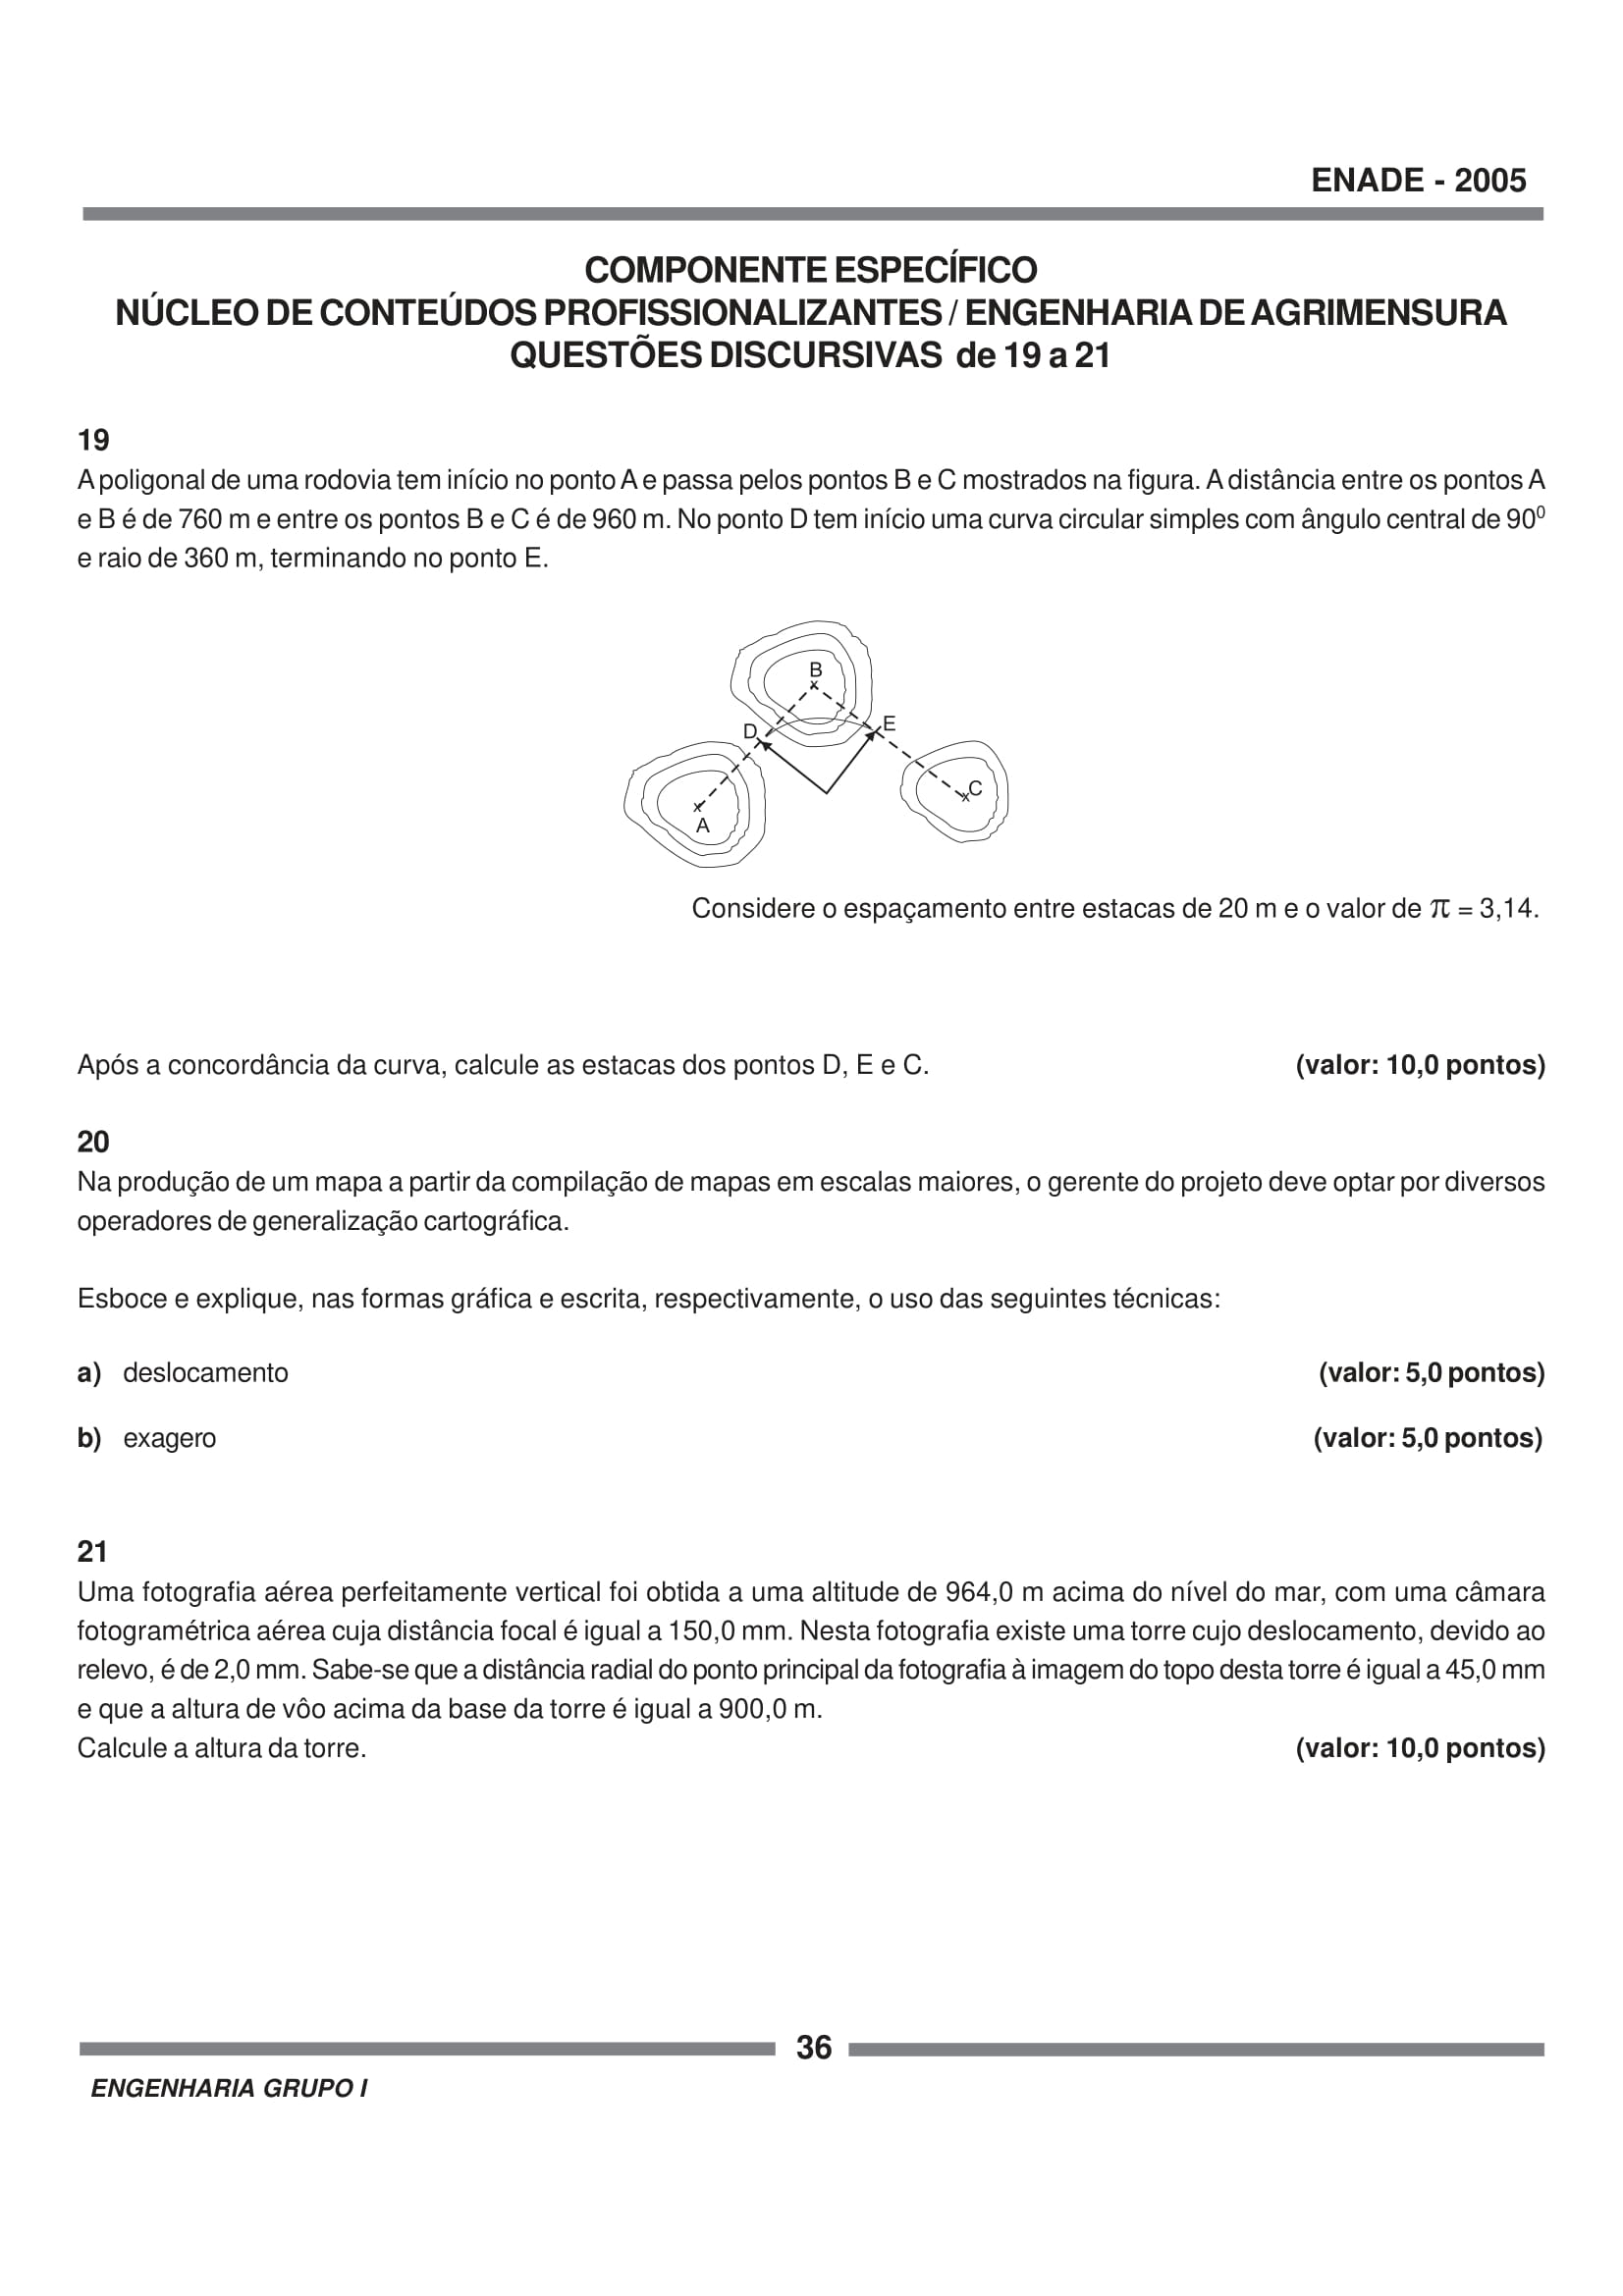 ENADE - 2005
COMPONENTE ESPECÍFICO
NÚCLEO DE CONTEÚDOS PROFISSIONALIZANTES / ENGENHARIA DE AGRIMENSURA
QUESTÕES DISCURSIVAS de 19 a 21
19
A poligonal de uma rodovia tem início no ponto A e passa pelos pontos B e C mostrados na figura. A distância entre os pontos A
e B é de 760 m e entre os pontos B e C é de 960 m. No ponto D tem início uma curva circular simples com ângulo central de 90⁰
e raio de 360 m, terminando no ponto E.
B
D
E
C
A
Considere o espaçamento entre estacas de 20 m e o valor de π = 3,14.
Após a concordância da curva, calcule as estacas dos pontos D, E e C. (valor: 10,0 pontos)
20
Na produção de um mapa a partir da compilação de mapas em escalas maiores, o gerente do projeto deve optar por diversos
operadores de generalização cartográfica.
Esboce e explique, nas formas gráfica e escrita, respectivamente, o uso das seguintes técnicas:
a) deslocamento (valor: 5,0 pontos)
b) exagero (valor: 5,0 pontos)
21
Uma fotografia aérea perfeitamente vertical foi obtida a uma altitude de 964,0 m acima do nível do mar, com uma câmara
fotogramétrica aérea cuja distância focal é igual a 150,0 mm. Nesta fotografia existe uma torre cujo deslocamento, devido ao
relevo, é de 2,0 mm. Sabe-se que a distância radial do ponto principal da fotografia à imagem do topo desta torre é igual a 45,0 mm
e que a altura de vôo acima da base da torre é igual a 900,0 m.
Calcule a altura da torre. (valor: 10,0 pontos)
36
ENGENHARIA GRUPO I